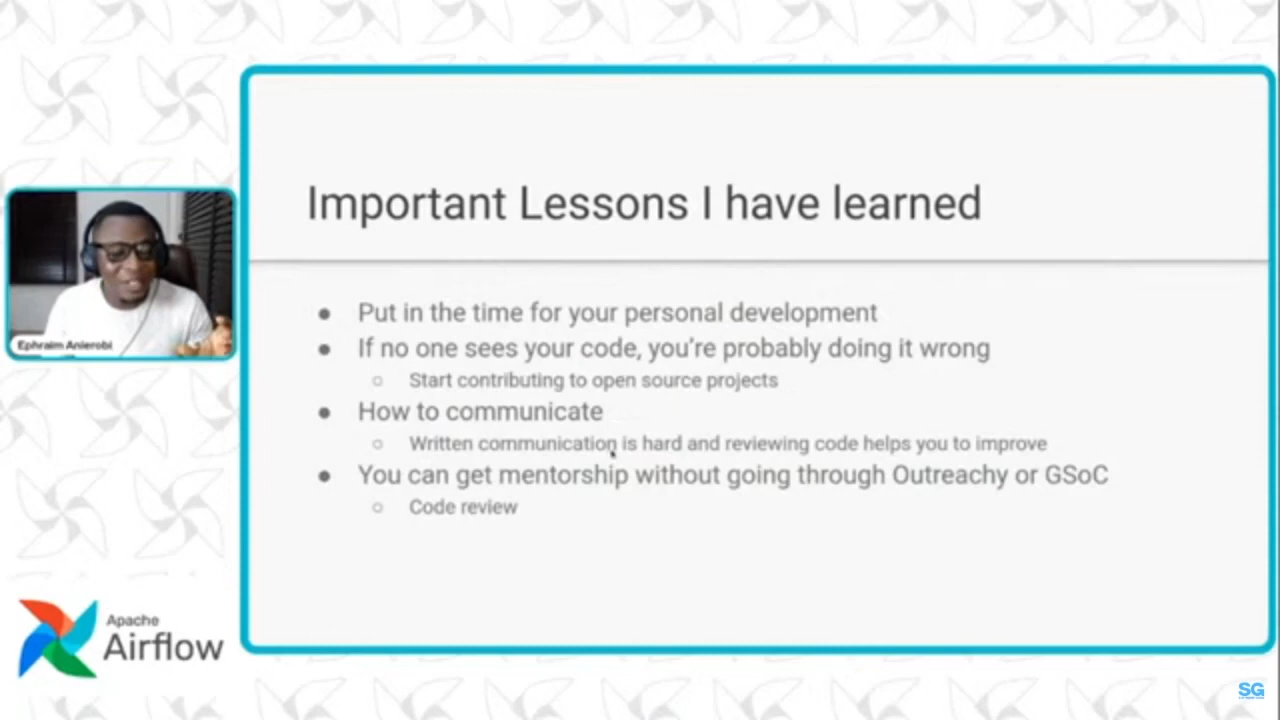 Important Lessons I have learned
● Put in the time for your personal development
● If no one sees your code, you're probably doing it wrong
○ Start contributing to open source projects
● How to communicate
○ Written communication is hard and reviewing code helps you to improve
● You can get mentorship without going through Outreachy or GSoC
○ Code review
Ephraim Anierobi
Apache
Airflow
SG